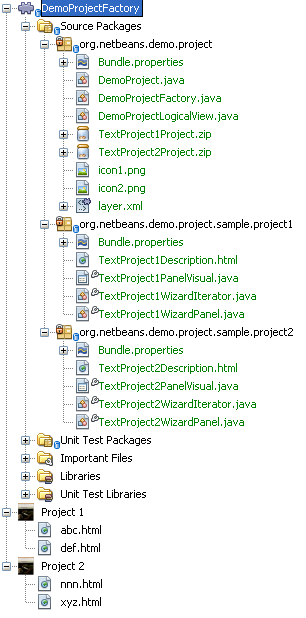 DemoProjectFactory
Source Packages
org.netbeans.demo.project
Bundle.properties
DemoProject.java
DemoProjectFactory.java
DemoProjectLogicalView.java
TextProject1Project.zip
TextProject2Project.zip
icon1.png
icon2.png
layer.xml
org.netbeans.demo.project.sample.project1
Bundle.properties
TextProject1Description.html
TextProject1PanelVisual.java
TextProject1WizardIterator.java
TextProject1WizardPanel.java
org.netbeans.demo.project.sample.project2
Bundle.properties
TextProject2Description.html
TextProject2PanelVisual.java
TextProject2WizardIterator.java
TextProject2WizardPanel.java
Unit Test Packages
Important Files
Libraries
Unit Test Libraries
Project 1
abc.html
def.html
Project 2
nnn.html
xyz.html